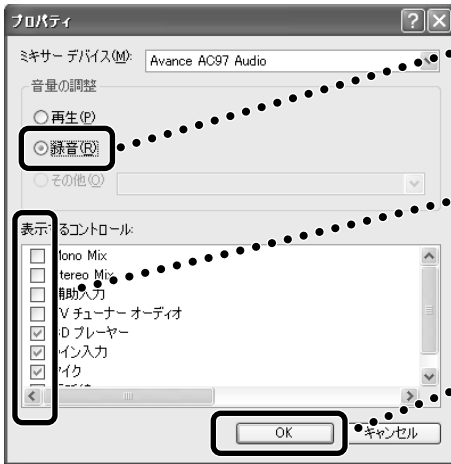 プロパティ
ミキサー デバイス(M): Avance AC97 Audio
音量の調整
再生(P)
録音(R)
その他(O)
表示するコントロール:
Mono Mix
Stereo Mix
補助入力
TV チューナー オーディオ
CD プレーヤー
ライン入力
マイク
OK
キャンセル